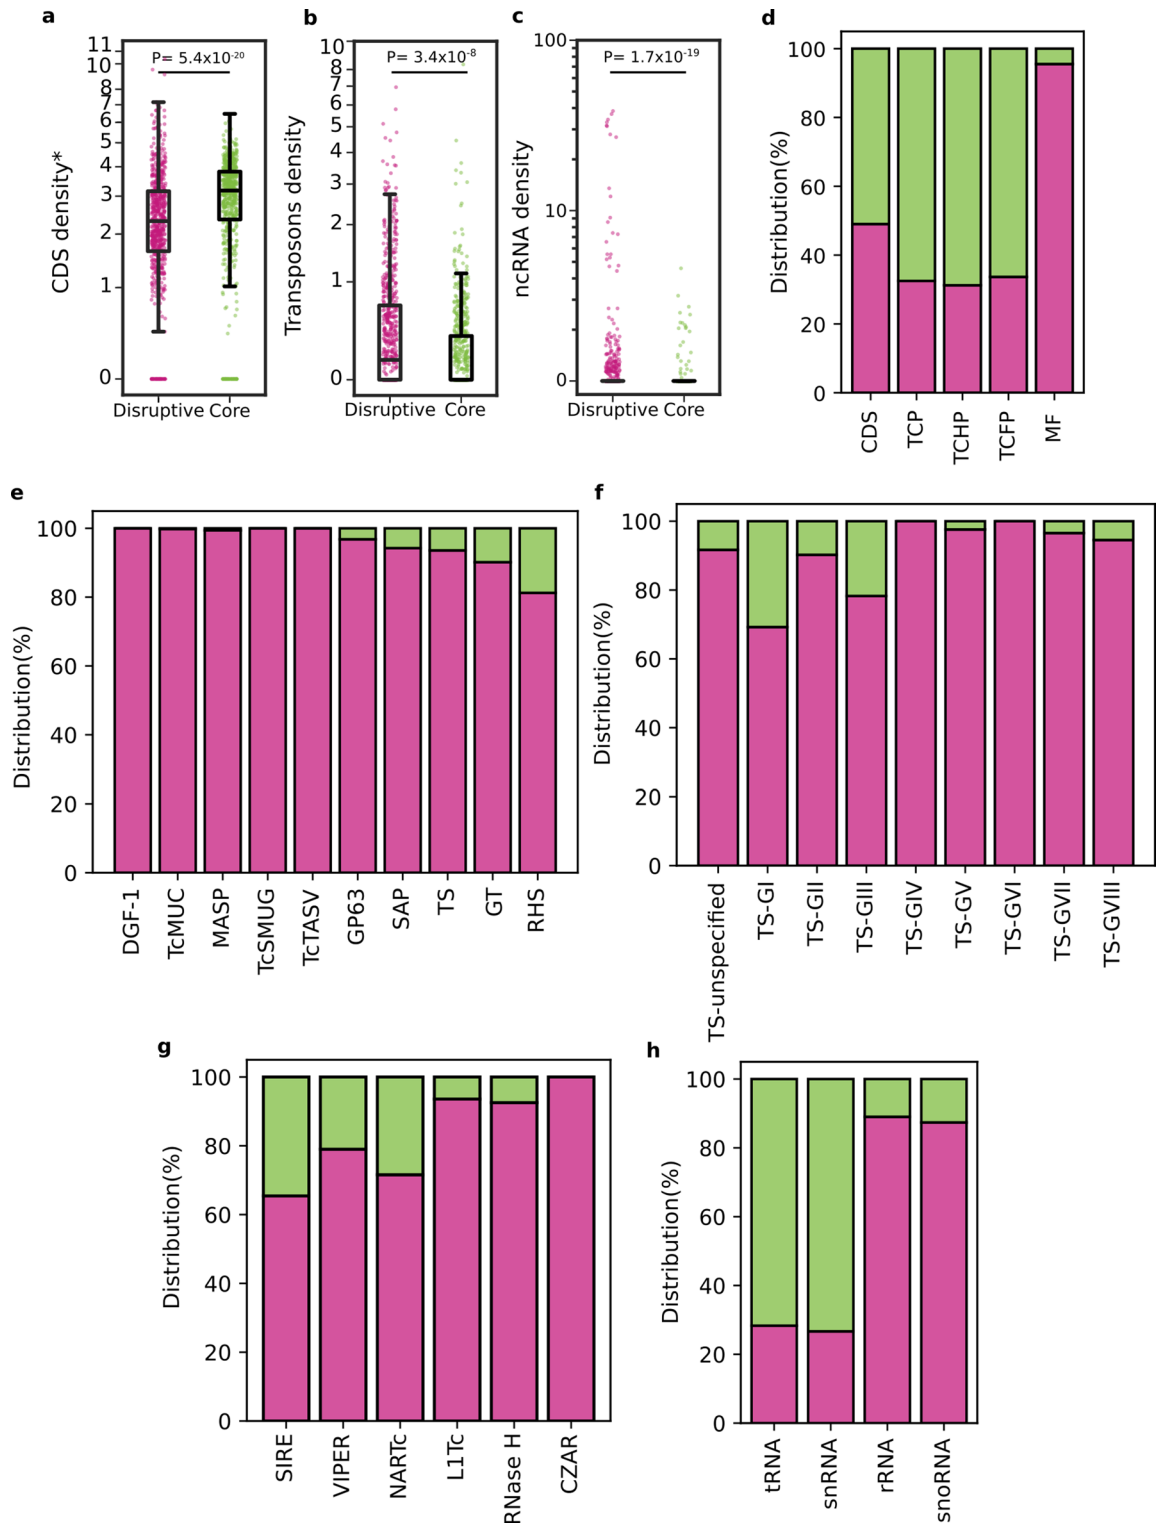 a
11
10
8
7
6
5
4
3
2
1
0
CDS density*
P= 5.4x10-20
Disruptive Core
b
10
8
6
5
4
3
2
1
0
Transposons density
P= 3.4x10-8
Disruptive Core
c
100
10
0
ncRNA density
P= 1.7x10-19
Disruptive Core
d
100
80
60
40
20
0
Distribution(%)
CDS
TCP
TCHP
TCFP
MF
e
100
80
60
40
20
0
Distribution(%)
DGF-1
TcMUC
MASP
TcSMUG
TcTASV
GP63
SAP
TS
GT
RHS
f
100
80
60
40
20
0
Distribution(%)
TS-unspecified
TS-GI
TS-GII
TS-GIII
TS-GIV
TS-GV
TS-GVI
TS-GVII
TS-GVIII
g
100
80
60
40
20
0
Distribution(%)
SIRE
VIPER
NARTc
L1Tc
RNase H
CZAR
h
100
80
60
40
20
0
Distribution(%)
tRNA
snRNA
rRNA
snoRNA